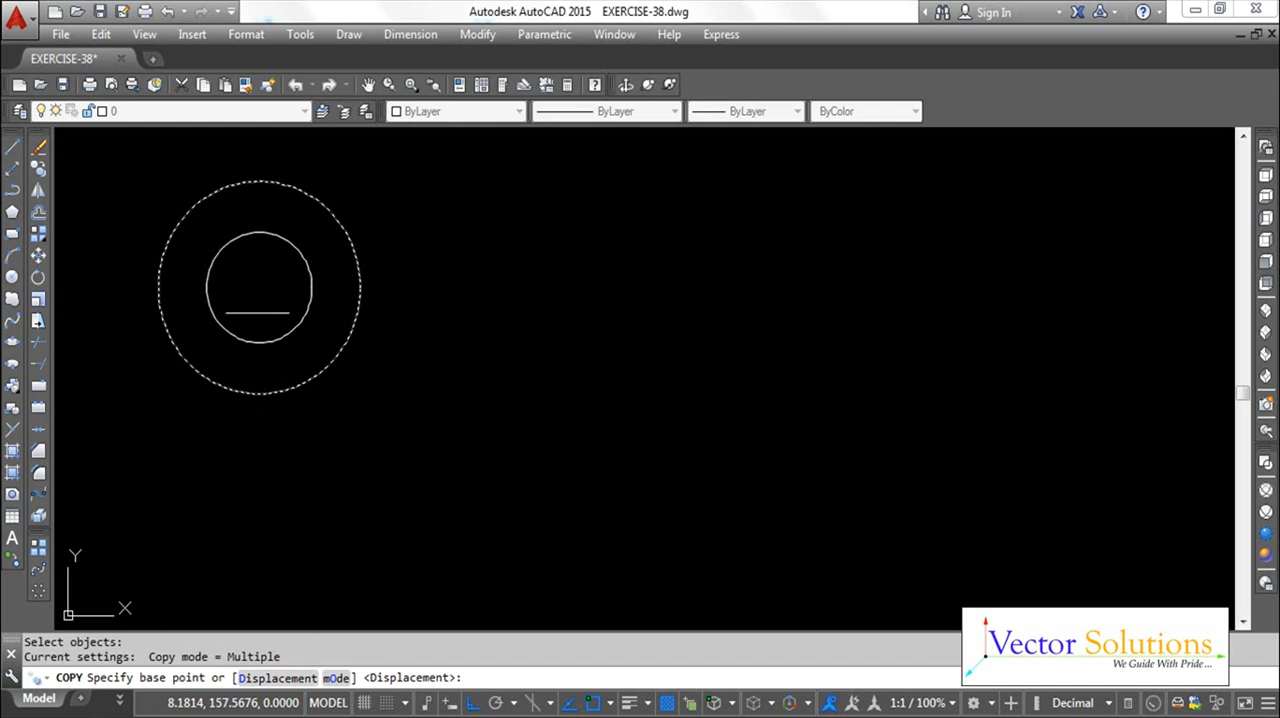 Autodesk AutoCAD 2015 EXERCISE-38.dwg
Sign In
File Edit View Insert Format Tools Draw Dimension Modify Parametric Window Help Express
EXERCISE-38*
0 ByLayer ByLayer ByLayer ByColor
A
Y
X
Select objects:
Current settings: Copy mode = Multiple
COPY Specify base point or [Displacement mOde] <Displacement>:
Vector Solutions
We Guide With Pride...
Model
8.1814, 157.5676, 0.0000 MODEL 1:1 / 100% Decimal